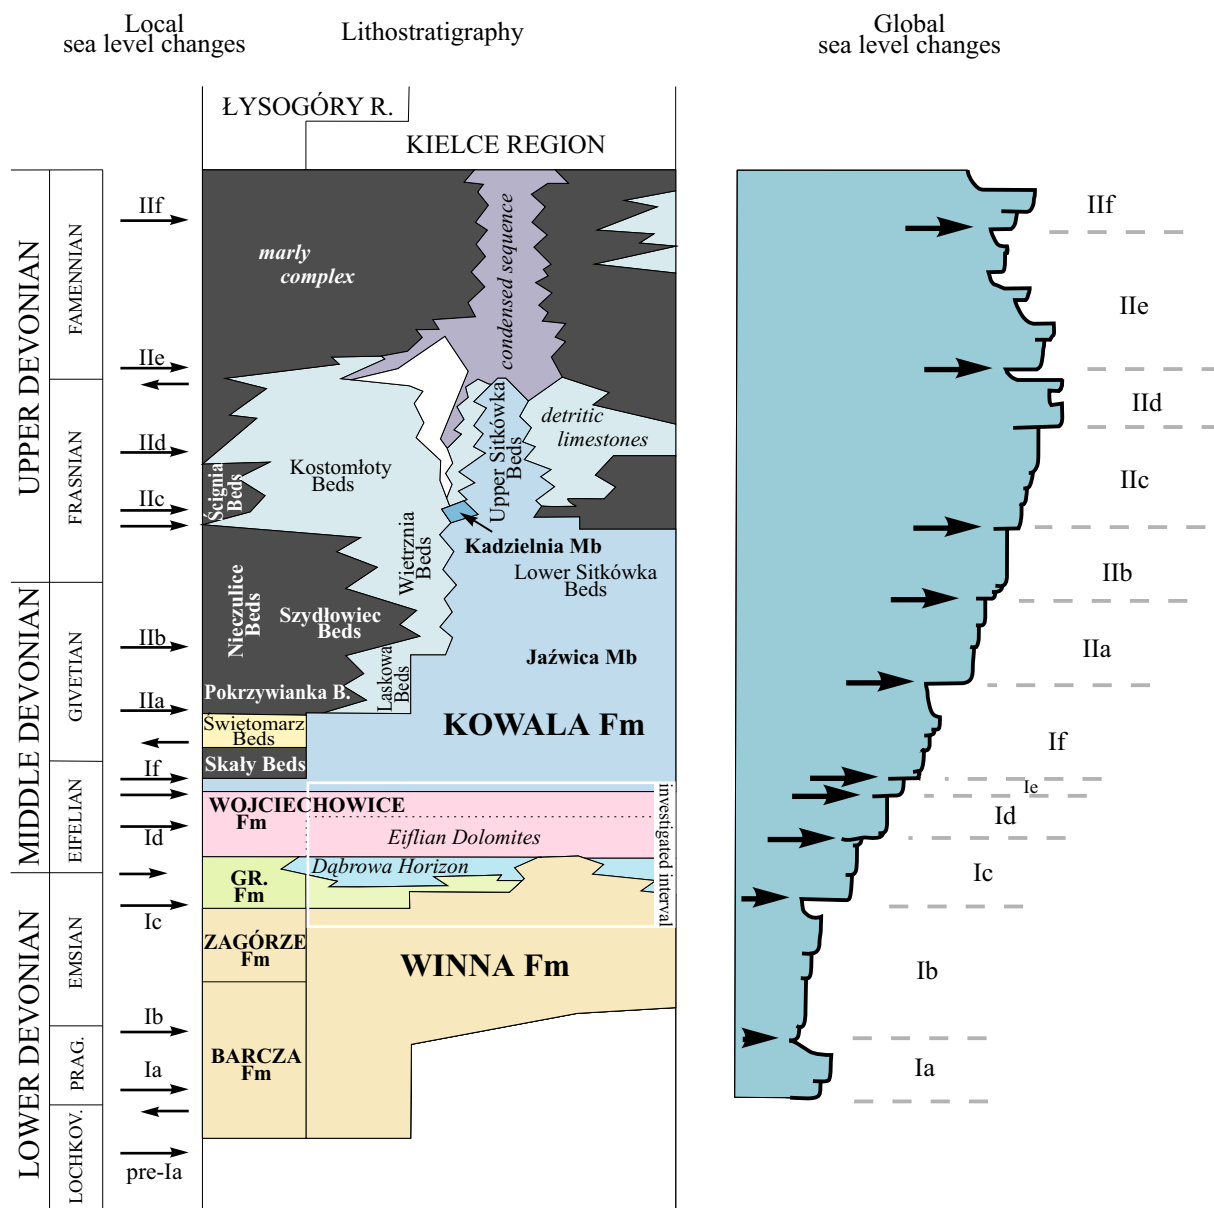 Local
sea level changes
Lithostratigraphy
Global
sea level changes
ŁYSOGÓRY R.
KIELCE REGION
UPPER DEVONIAN
MIDDLE DEVONIAN
LOWER DEVONIAN
FAMENNIAN
FRASNIAN
GIVETIAN
EIFELIAN
EMSIAN
PRAG.
LOCHKOV.
IIf
IIe
IId
IIc
IIb
IIa
If
Id
Ic
Ib
Ia
pre-Ia
marly
complex
condensed sequence
detritic
limestones
Upper Sitkówka
Beds
Kostomłoty
Beds
Ścignia
Beds
Wietrznia
Beds
Kadzielnia Mb
Lower Sitkówka
Beds
Nieczulice
Beds
Szydłowiec
Beds
Laskowa
Beds
Jaźwica Mb
Pokrzywianka B.
KOWALA Fm
Świętomarz
Beds
Skały Beds
WOJCIECHOWICE
Fm
Eiflian Dolomites
investigated interval
Dąbrowa Horizon
GR.
Fm
ZAGÓRZE
Fm
WINNA Fm
BARCZA
Fm
IIf
IIe
IId
IIc
IIb
IIa
If
Ie
Id
Ic
Ib
Ia